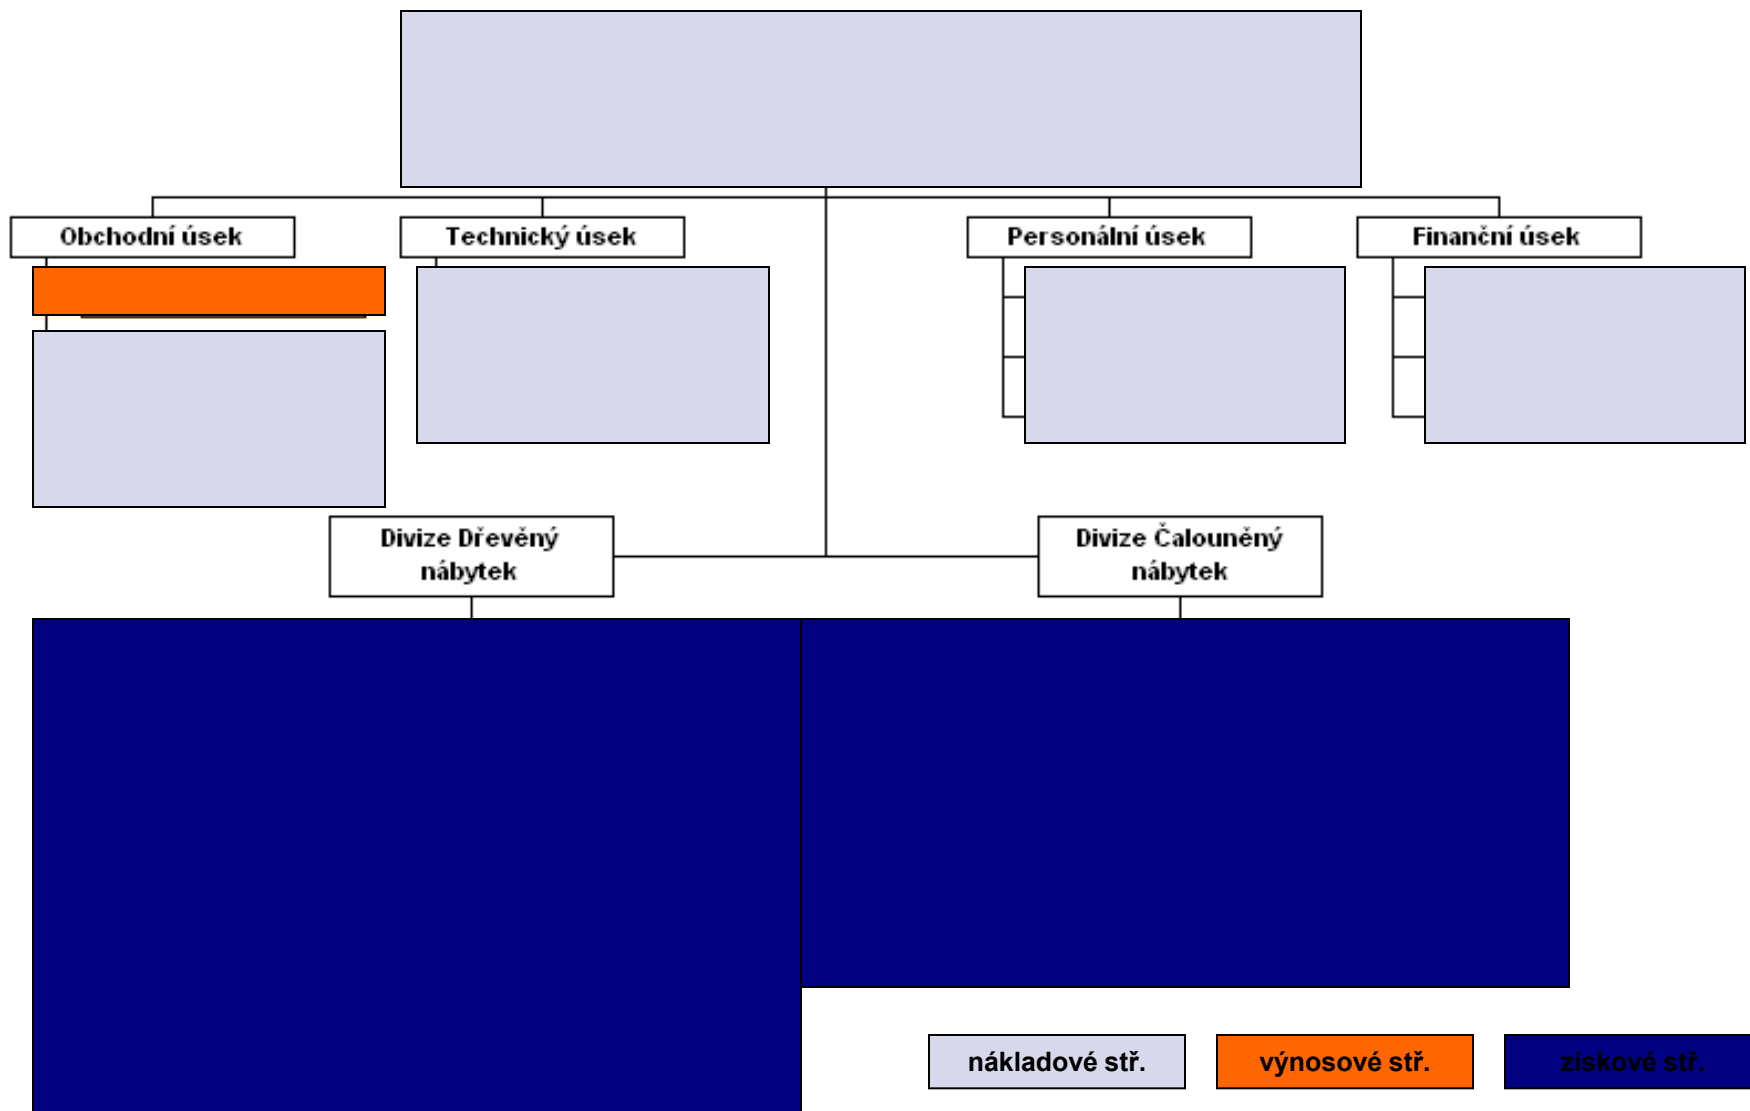 Obchodní úsek
Technický úsek
Personální úsek
Finanční úsek
Divize Dřevěný
nábytek
Divize Čalouněný
nábytek
nákladové stř.
výnosové stř.
ziskové stř.